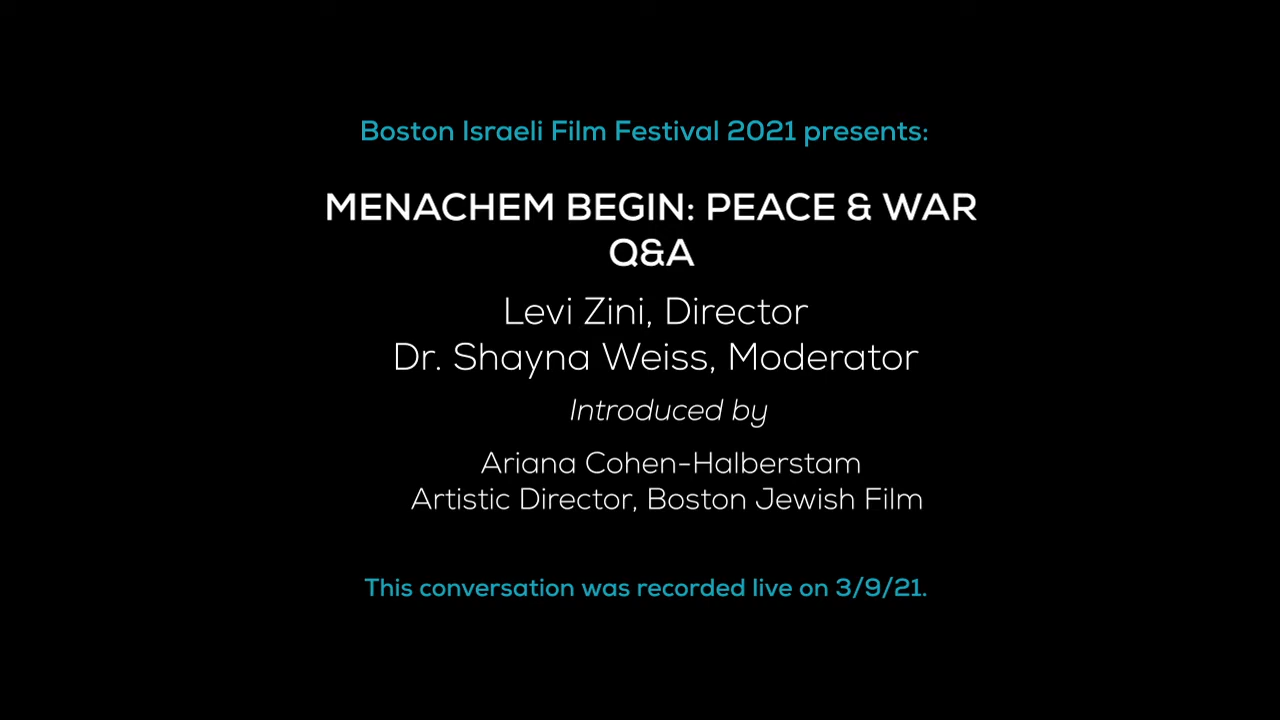 Boston Israeli Film Festival 2021 presents:
MENACHEM BEGIN: PEACE & WAR
Q&A
Levi Zini, Director
Dr. Shayna Weiss, Moderator
Introduced by
Ariana Cohen-Halberstam
Artistic Director, Boston Jewish Film
This conversation was recorded live on 3/9/21.